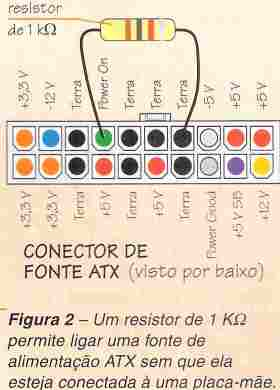 resistor
de 1 kΩ
+3,3 V
-12 V
Terra
Power On
Terra
Terra
Terra
-5 V
+5 V
+5 V
+3,3 V
+3,3 V
Terra
+5 V
Terra
+5 V
Terra
Power Good
+5 V SB
+12 V
CONECTOR DE
FONTE ATX (visto por baixo)
Figura 2 – Um resistor de 1 KΩ
permite ligar uma fonte de
alimentação ATX sem que ela
esteja conectada à uma placa-mãe.